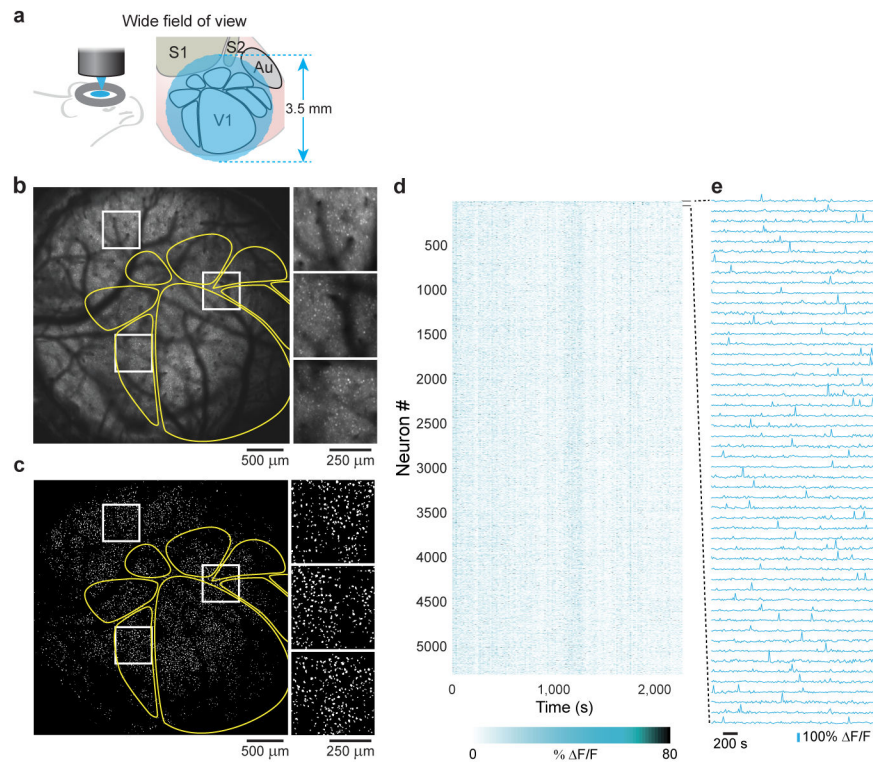 a
Wide field of view
S1
S2
Au
V1
3.5 mm
b
500 μm
250 μm
c
500 μm
250 μm
d
Neuron #
500
1000
1500
2000
2500
3000
3500
4000
4500
5000
0
1,000
2,000
Time (s)
0
% ΔF/F
80
e
200 s
100% ΔF/F